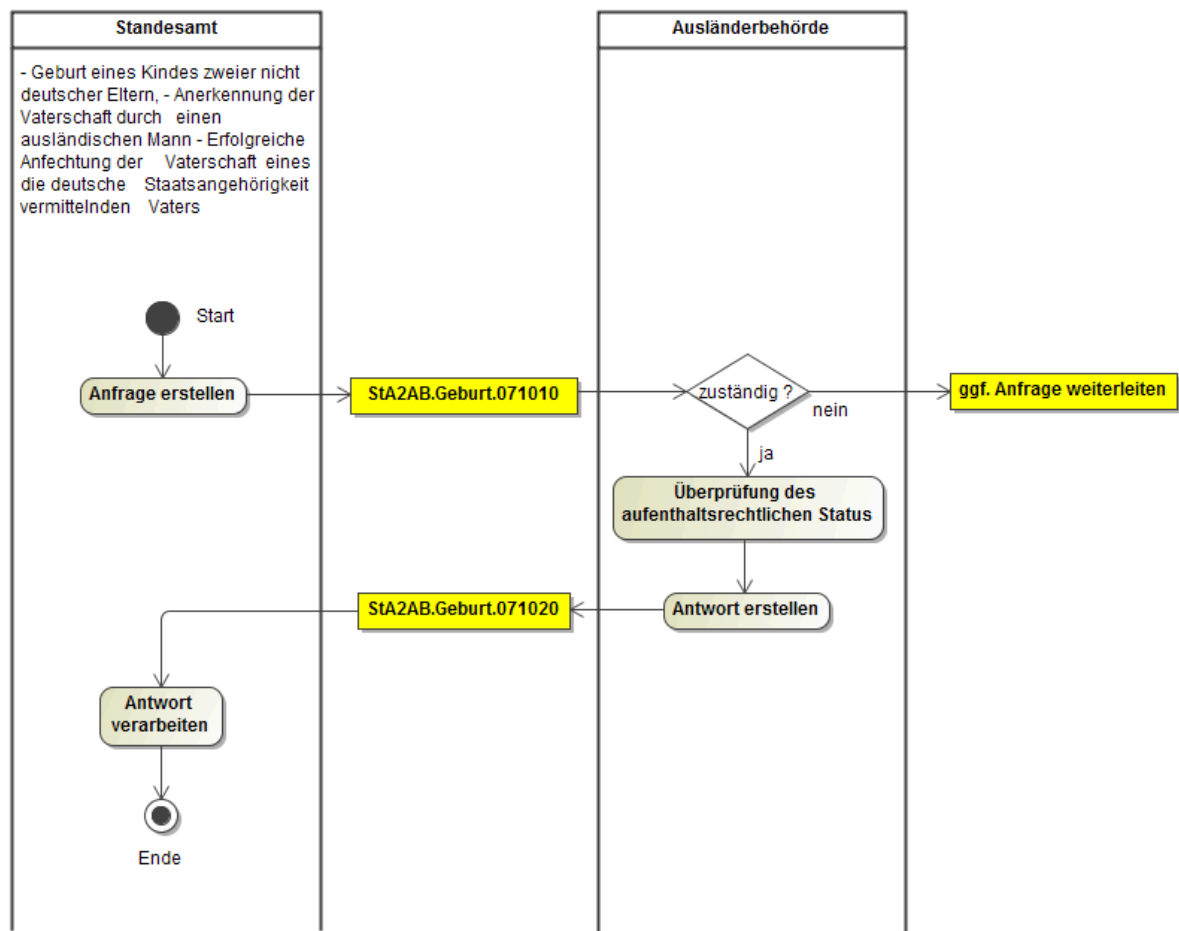 Standesamt
Ausländerbehörde
- Geburt eines Kindes zweier nicht
deutscher Eltern, - Anerkennung der
Vaterschaft durch einen
ausländischen Mann - Erfolgreiche
Anfechtung der Vaterschaft eines
die deutsche Staatsangehörigkeit
vermittelnden Vaters
Start
Anfrage erstellen
StA2AB.Geburt.071010
zuständig ?
nein
ggf. Anfrage weiterleiten
ja
Überprüfung des
aufenthaltsrechtlichen Status
Antwort erstellen
StA2AB.Geburt.071020
Antwort
verarbeiten
Ende